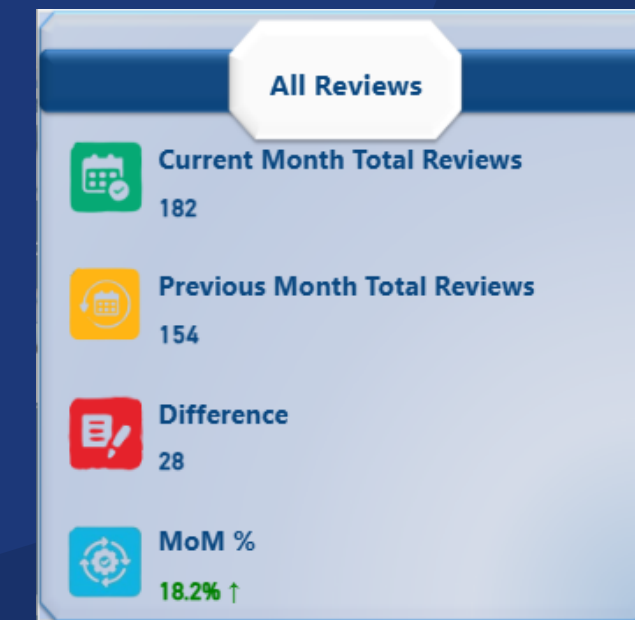 All Reviews
Current Month Total Reviews
182
Previous Month Total Reviews
154
Difference
28
MoM %
18.2% ↑